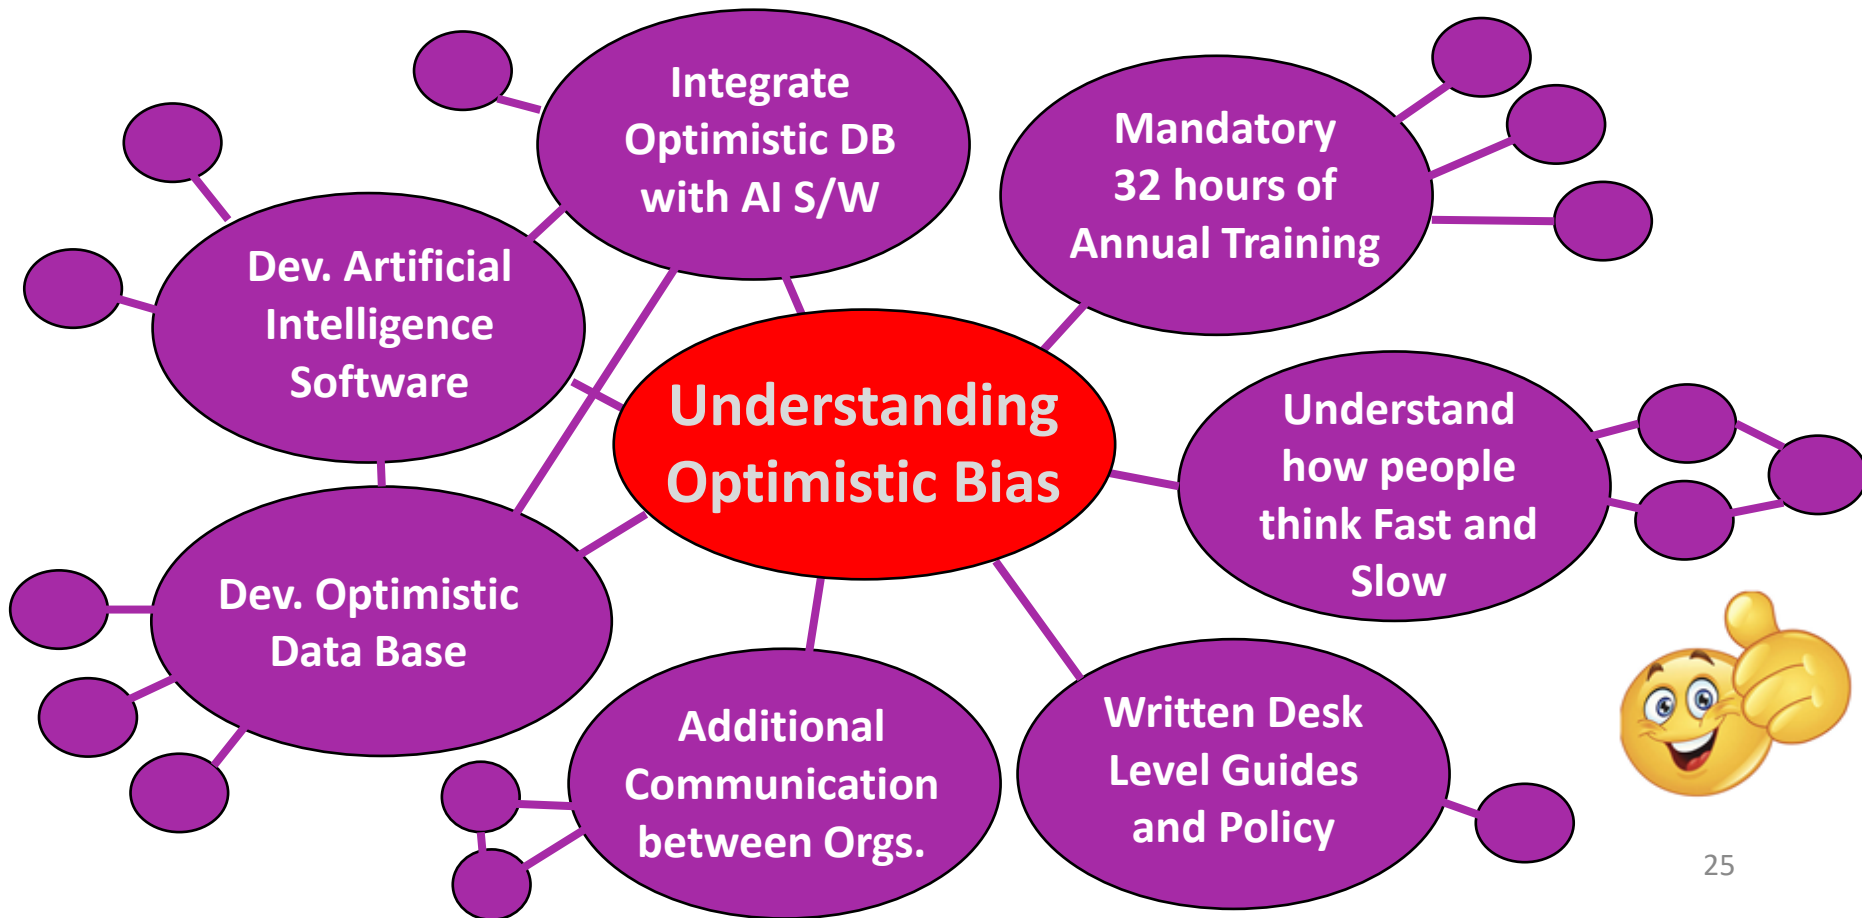 Integrate
Optimistic DB
with AI S/W
Mandatory
32 hours of
Annual Training
Dev. Artificial
Intelligence
Software
Understanding
Optimistic Bias
Understand
how people
think Fast and
Slow
Dev. Optimistic
Data Base
Additional
Communication
between Orgs.
Written Desk
Level Guides
and Policy
25